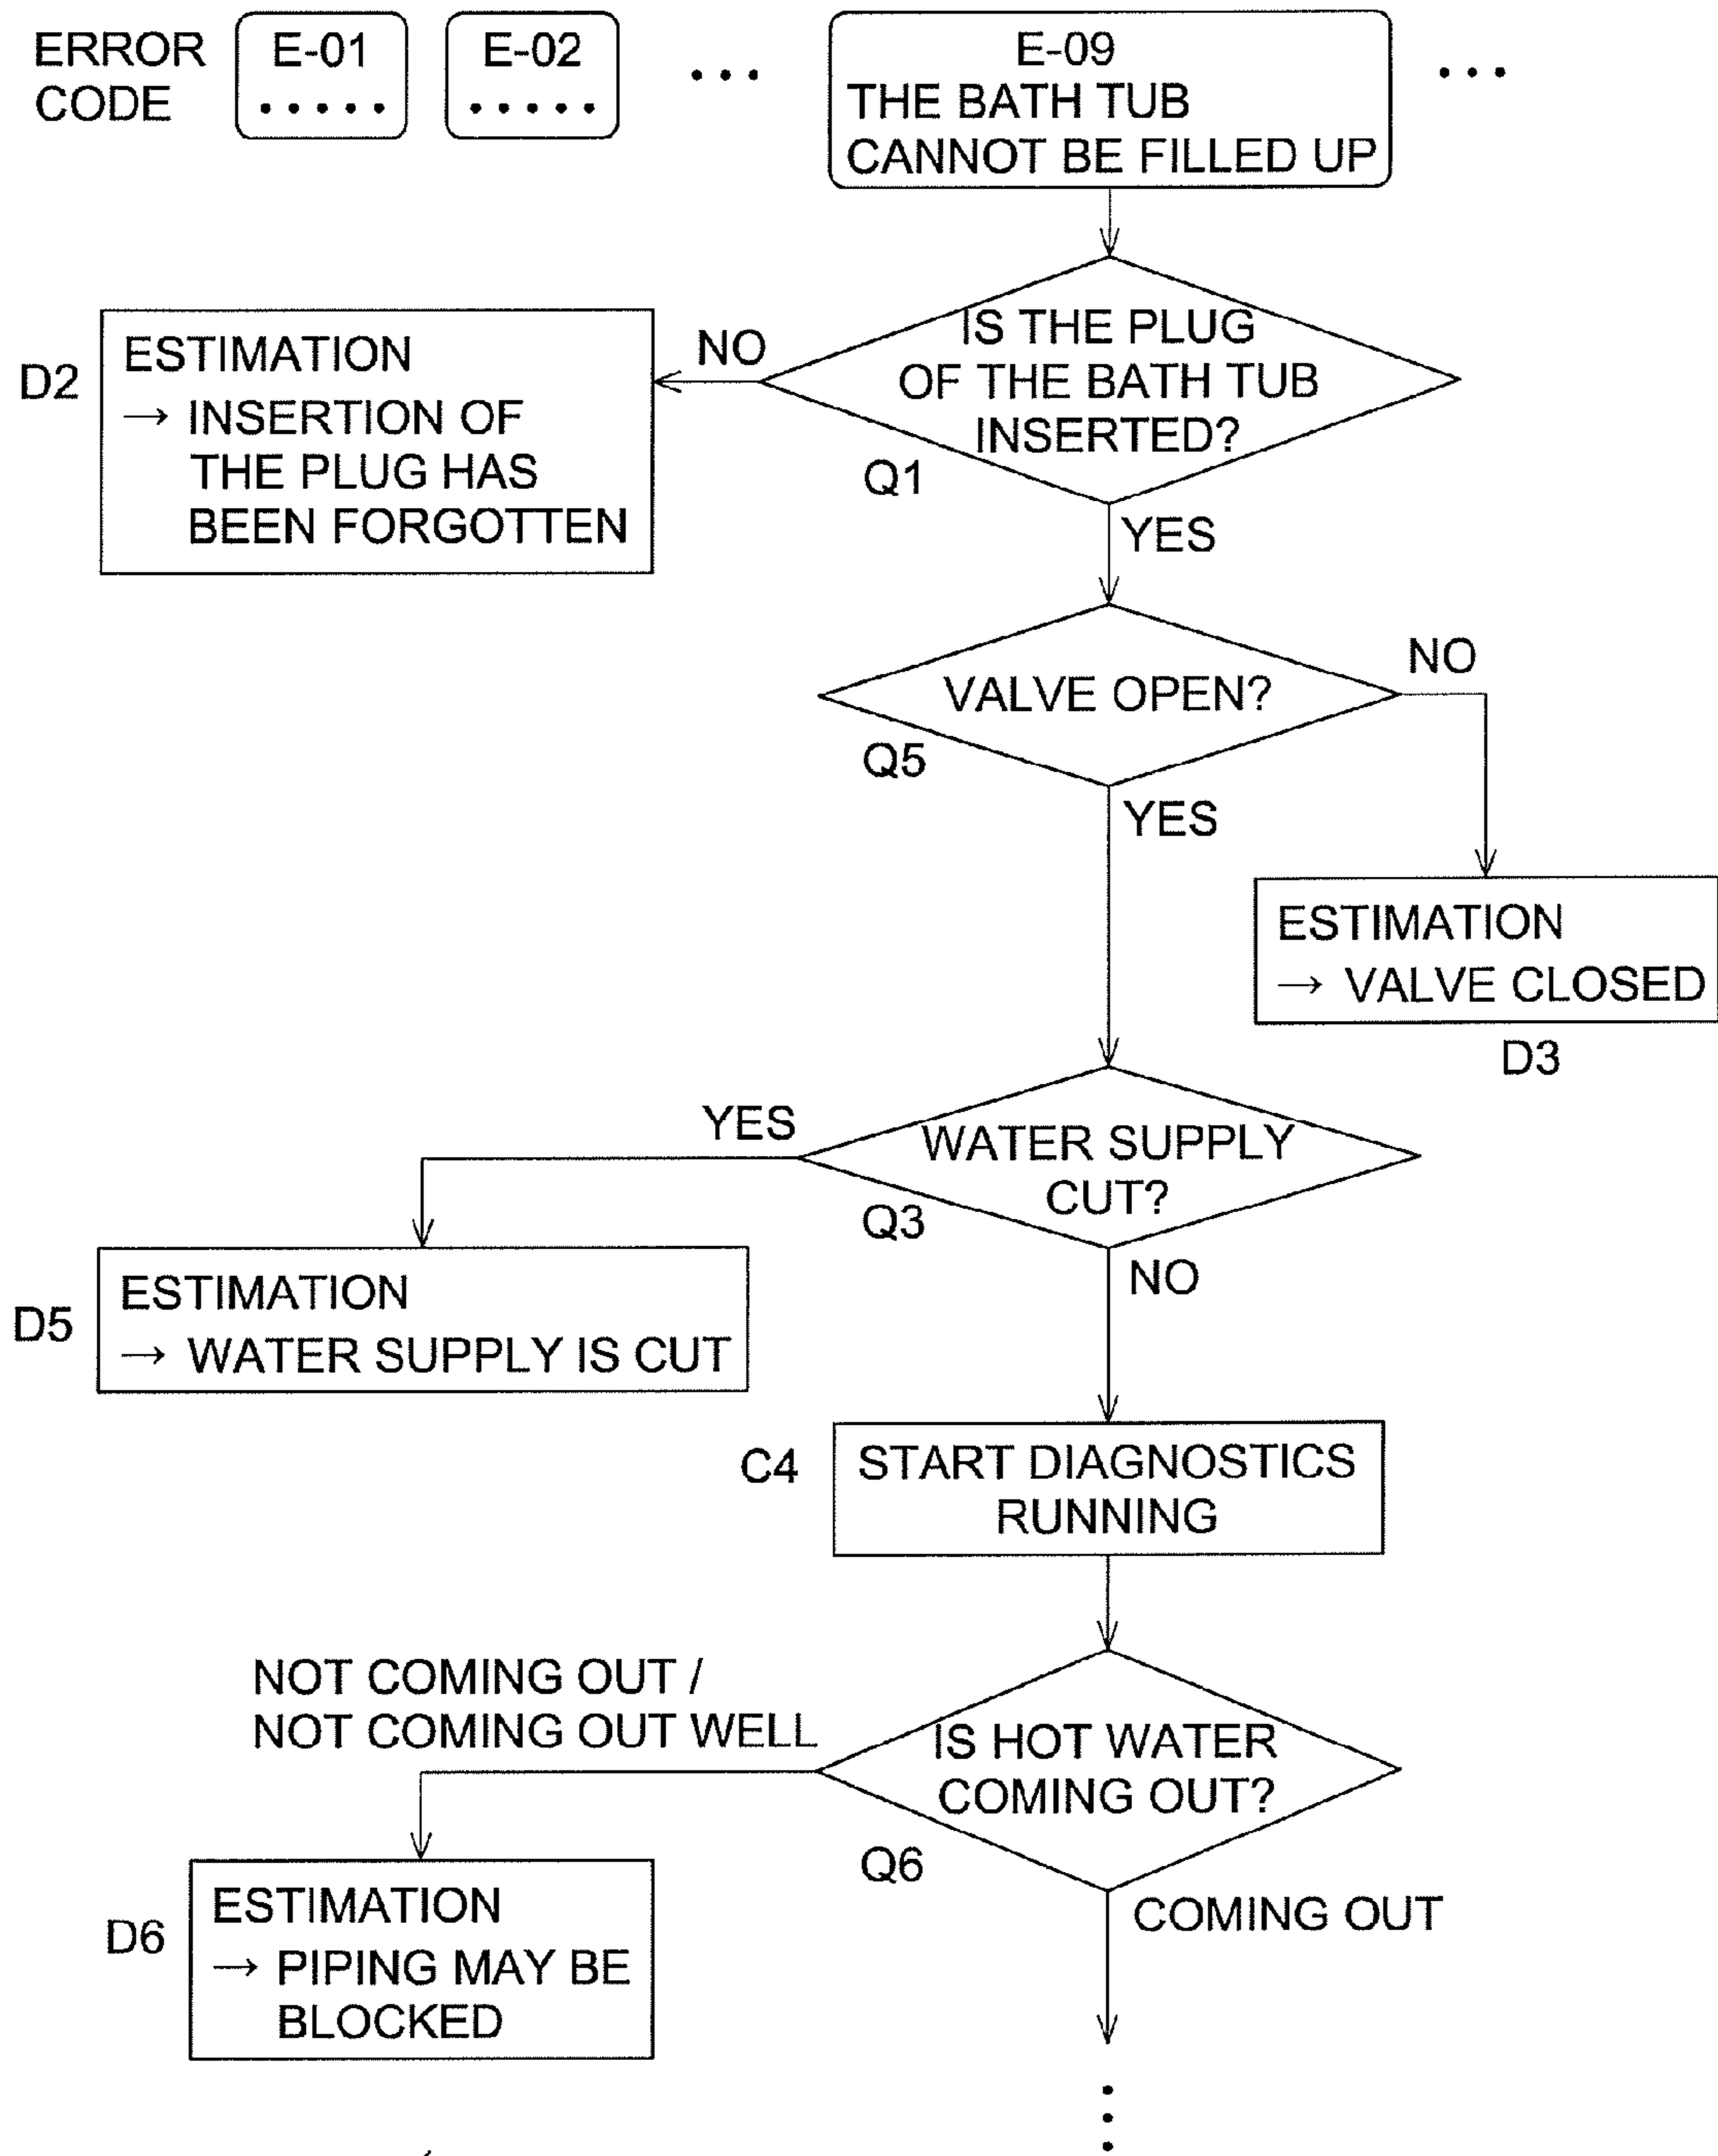 ERROR
CODE
E-01
.....
E-02
.....
...
E-09
THE BATH TUB
CANNOT BE FILLED UP
...
IS THE PLUG
OF THE BATH TUB
INSERTED?
Q1
NO
D2
ESTIMATION
→ INSERTION OF
THE PLUG HAS
BEEN FORGOTTEN
YES
VALVE OPEN?
Q5
NO
YES
ESTIMATION
→ VALVE CLOSED
D3
WATER SUPPLY
CUT?
Q3
YES
D5
ESTIMATION
→ WATER SUPPLY IS CUT
NO
C4
START DIAGNOSTICS
RUNNING
IS HOT WATER
COMING OUT?
Q6
NOT COMING OUT /
NOT COMING OUT WELL
D6
ESTIMATION
→ PIPING MAY BE
BLOCKED
COMING OUT